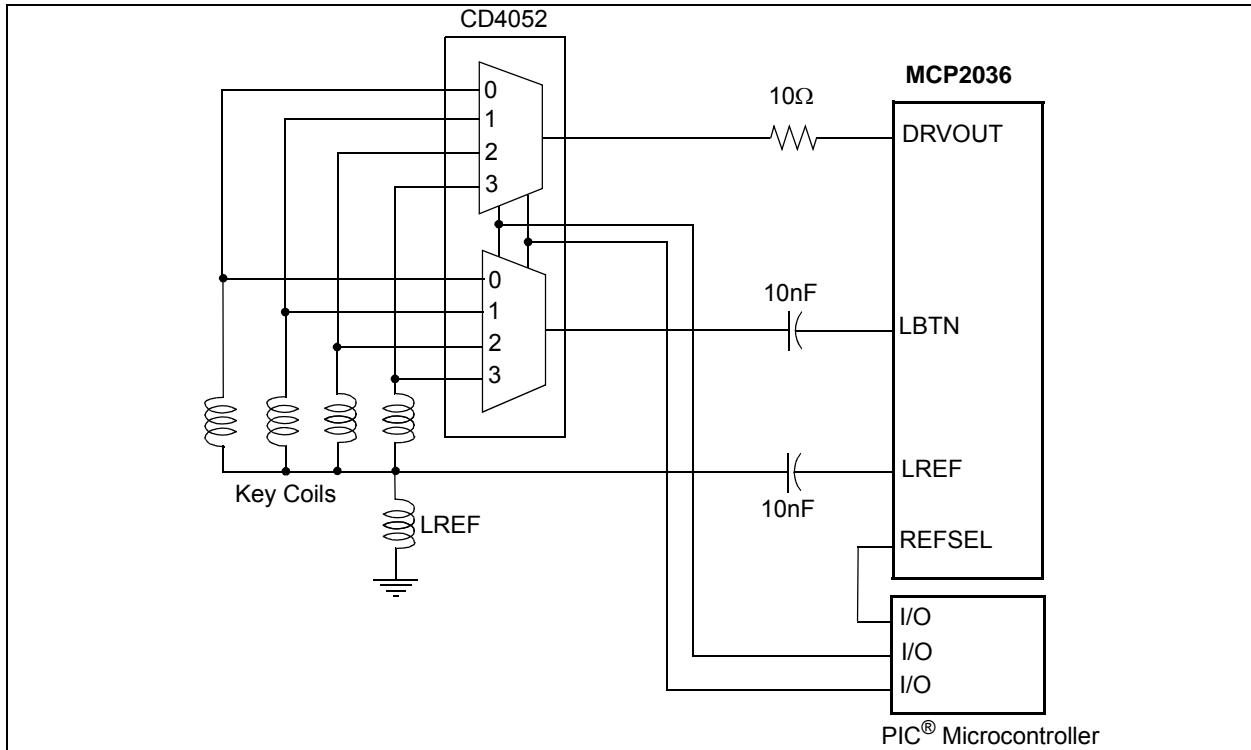 CD4052
MCP2036
0
1
2
3
10Ω
DRVOUT
0
1
2
3
10nF
LBTN
10nF
LREF
Key Coils
LREF
REFSEL
I/O
I/O
I/O
PIC® Microcontroller